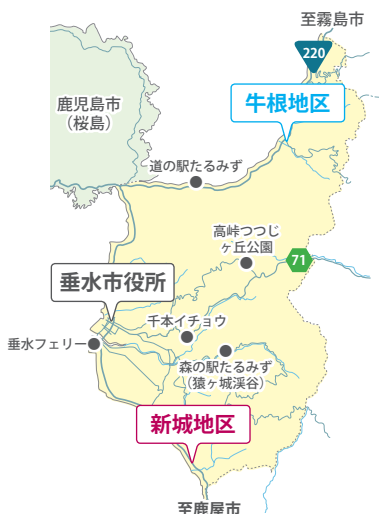 至霧島市
220
鹿児島市
（桜島）
牛根地区
道の駅たるみず
高峠つつじ
ヶ丘公園
71
垂水市役所
千本イチョウ
垂水フェリー
森の駅たるみず
（猿ヶ城渓谷）
新城地区
至鹿屋市